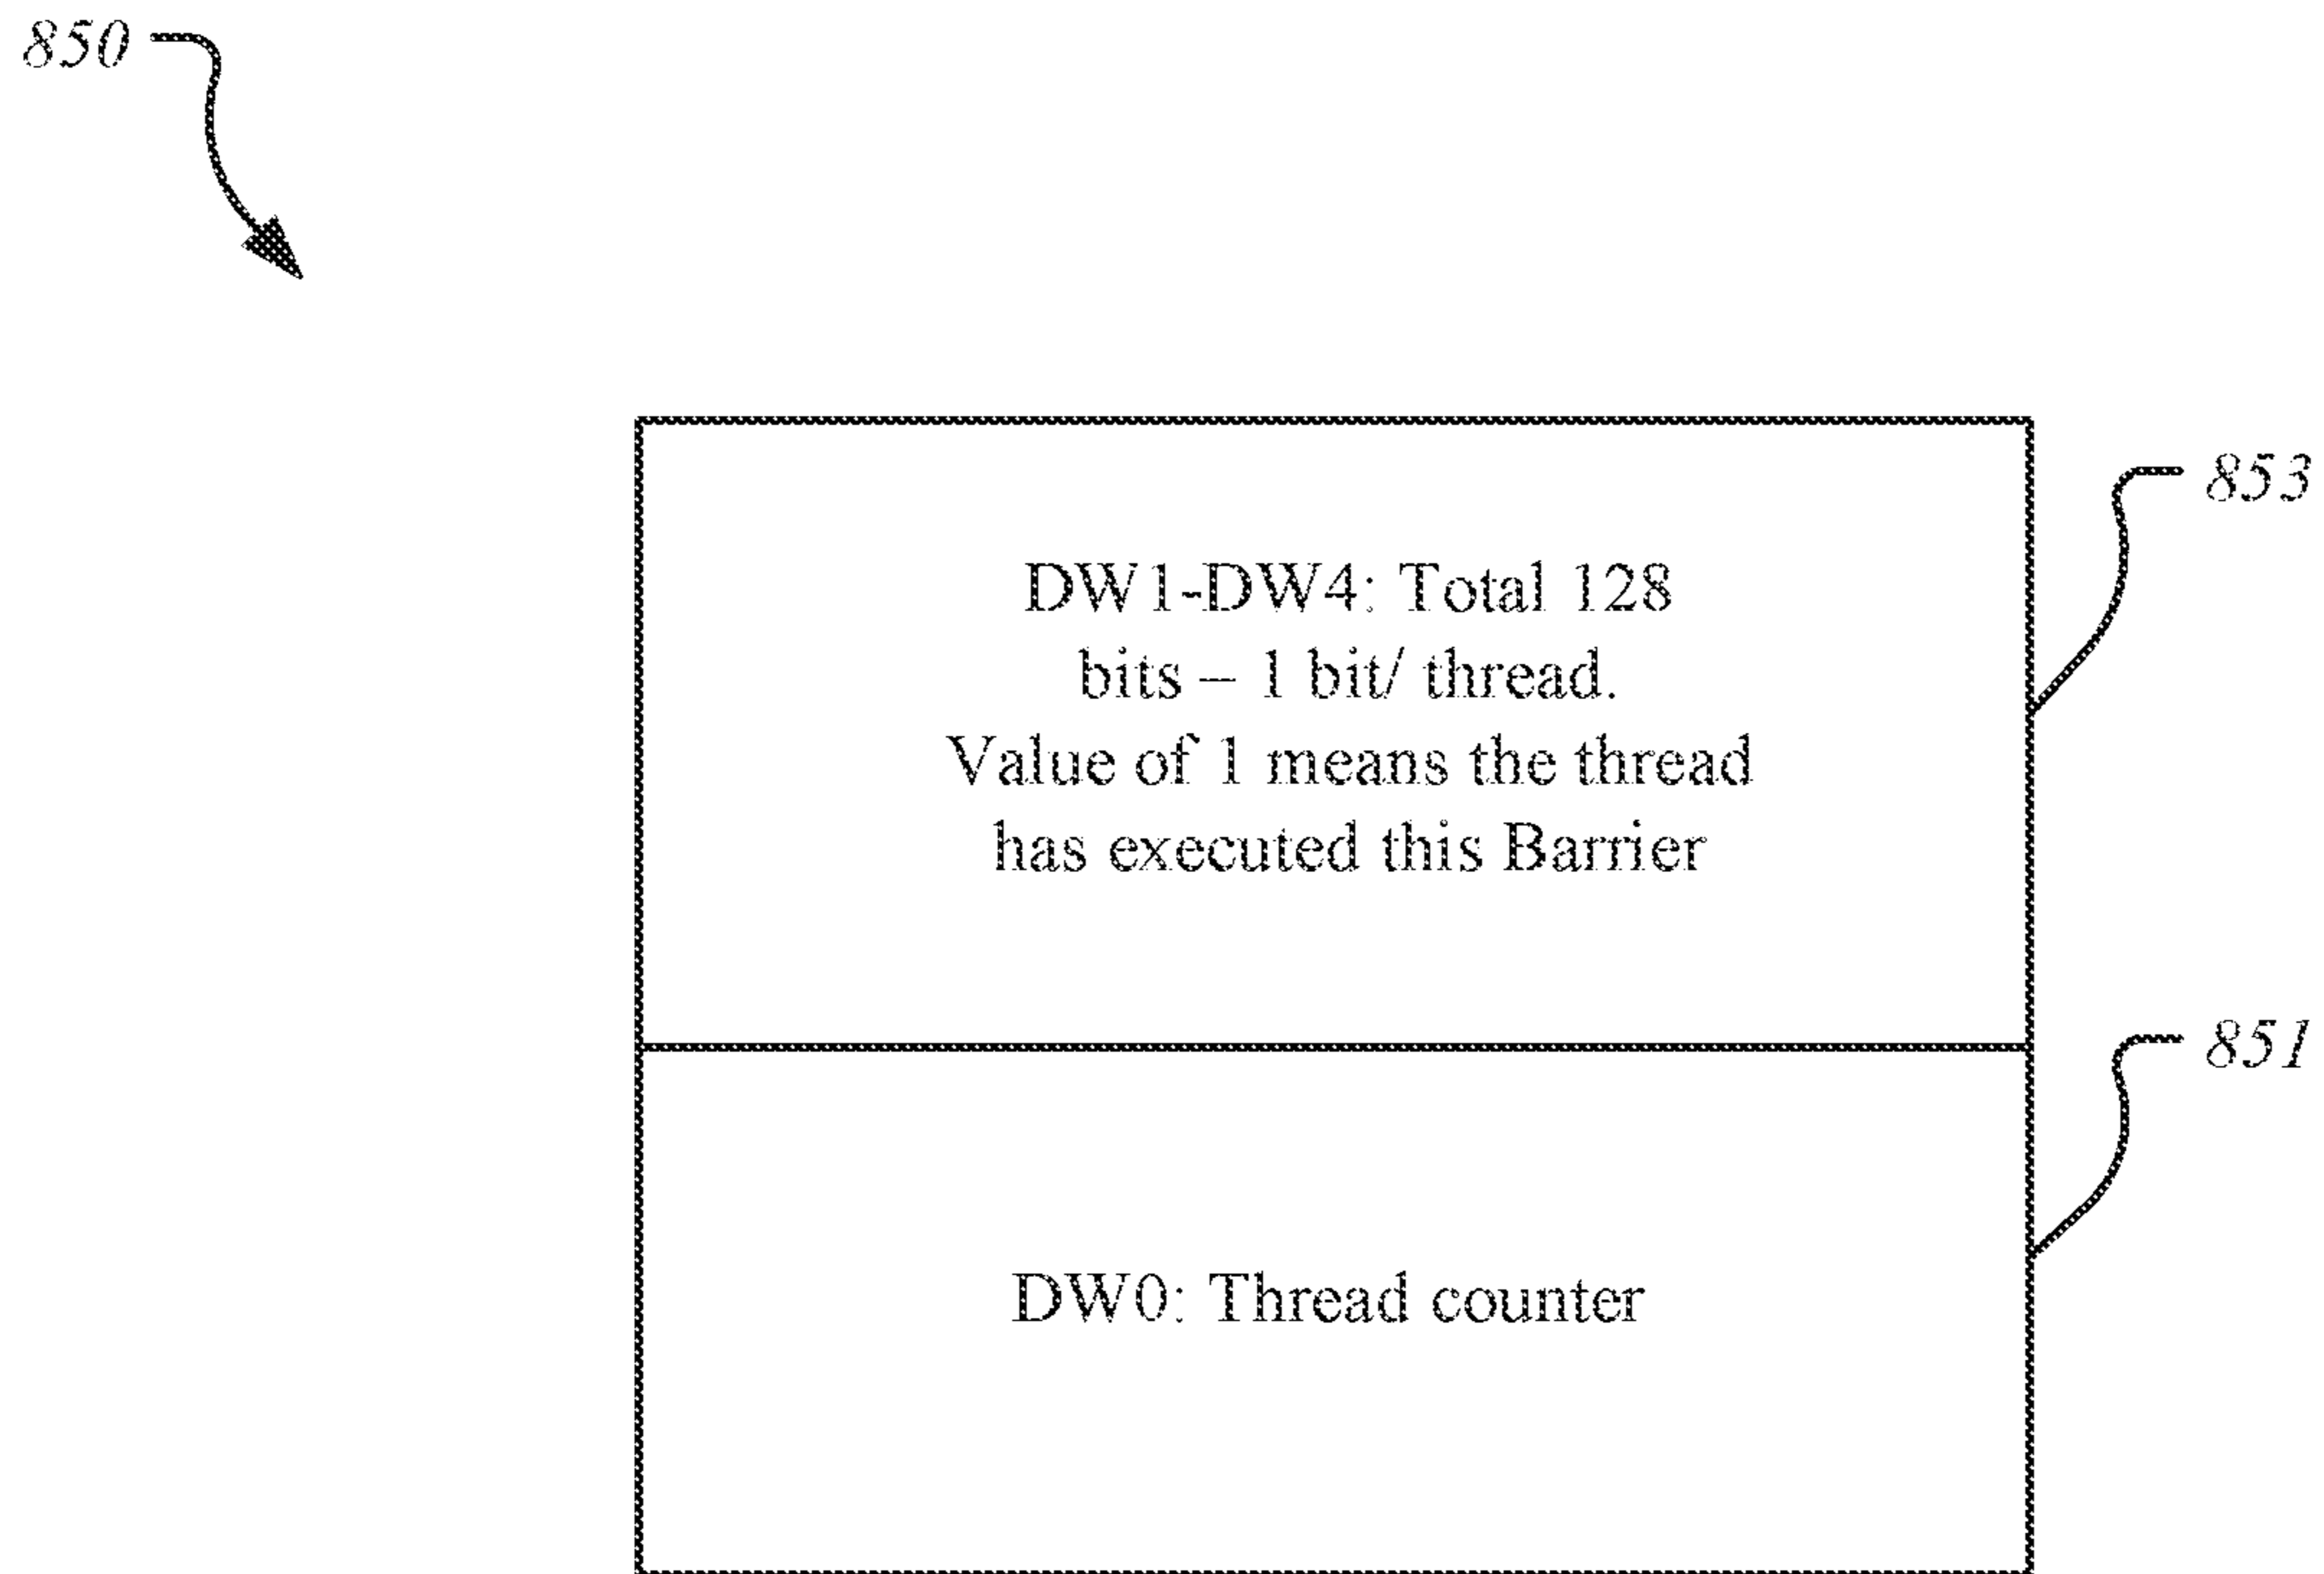 850
853
DW1-DW4: Total 128
bits – 1 bit/ thread.
Value of 1 means the thread
has executed this Barrier
851
DW0: Thread counter